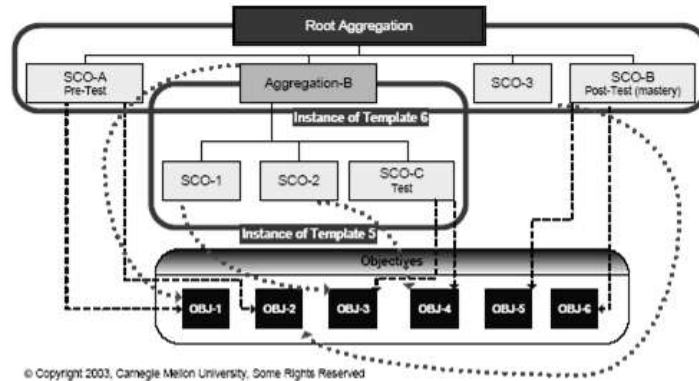 Root Aggregation
SCO-A
Pre-Test
Aggregation-B
SCO-3
SCO-B
Post-Test (mastery)
Instance of Template 6
SCO-1
SCO-2
SCO-C
Test
Instance of Template 5
Objectives
OBJ-1
OBJ-2
OBJ-3
OBJ-4
OBJ-5
OBJ-6
© Copyright 2003, Carnegie Mellon University, Some Rights Reserved